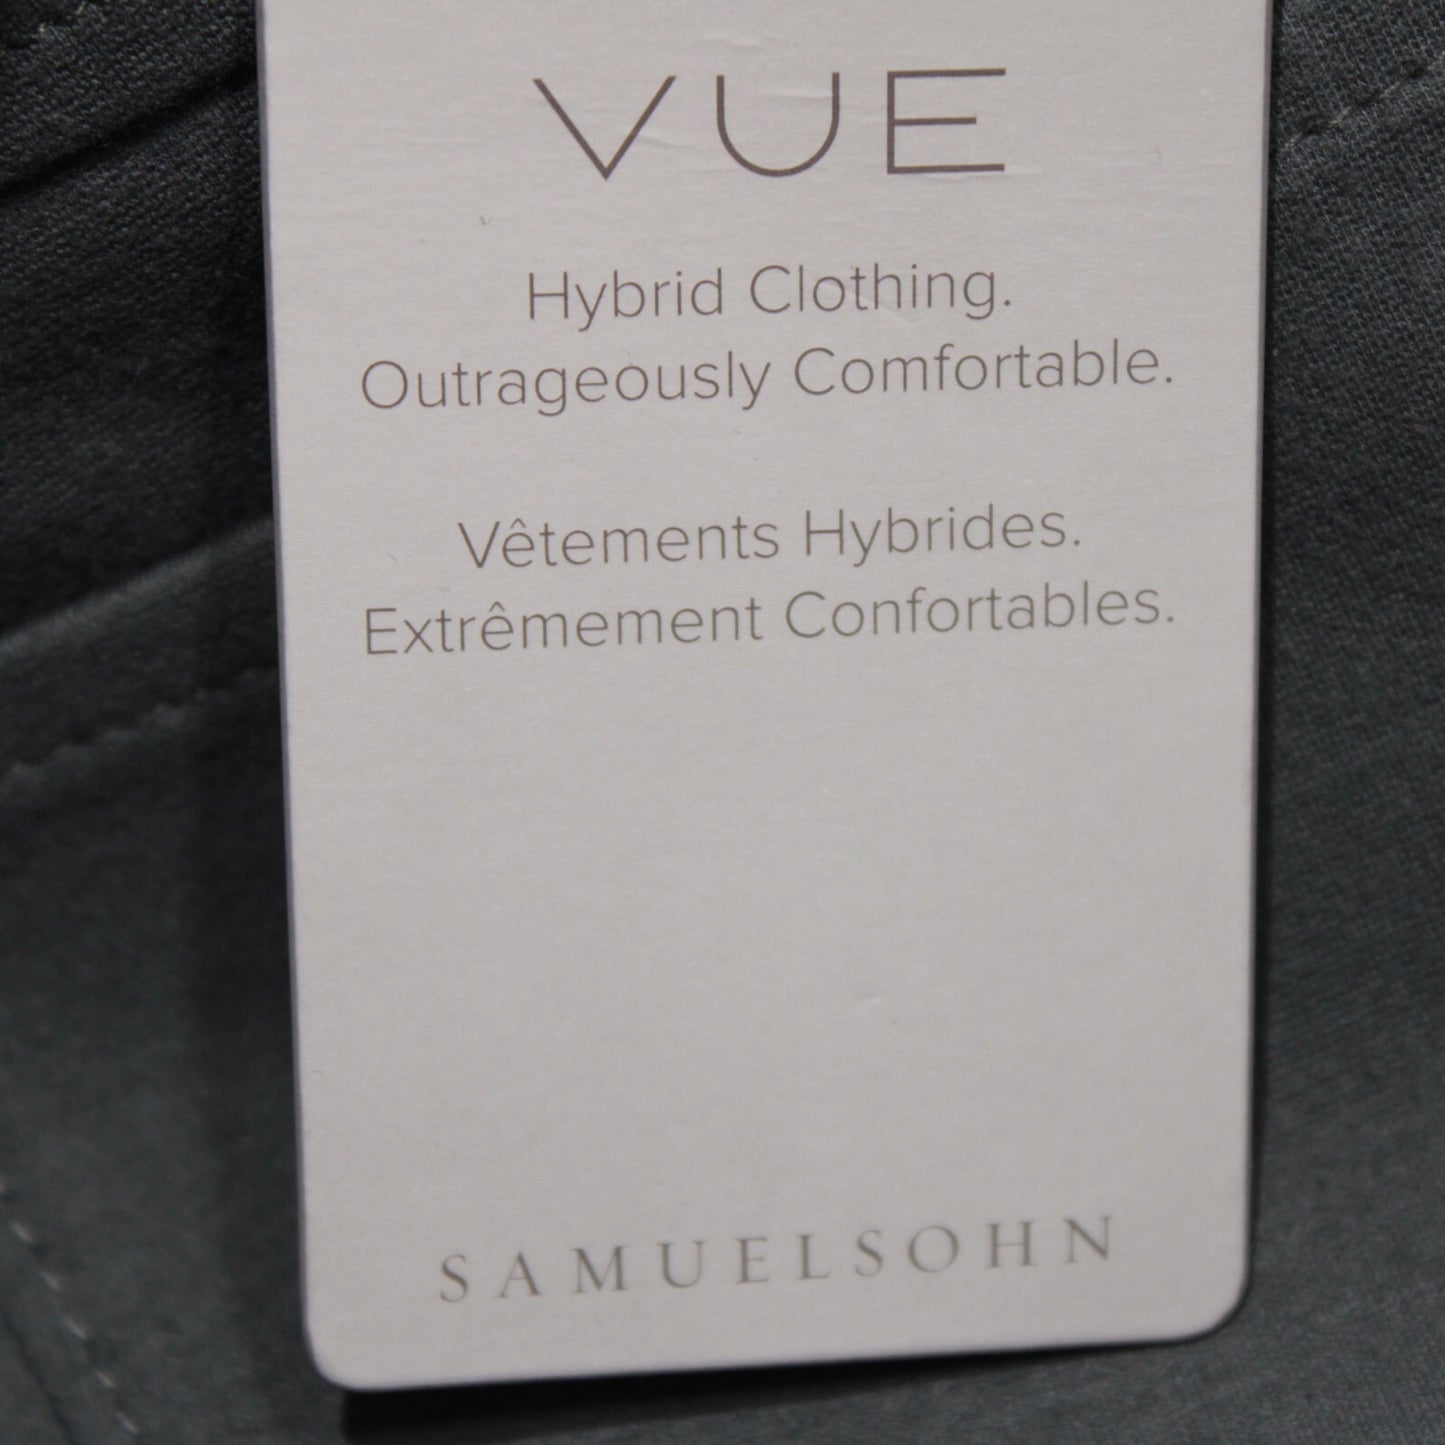 VUE
Hybrid Clothing.
Outrageously Comfortable.
Vêtements Hybrides.
Extrêmement Confortables.
SAMUELSOHN